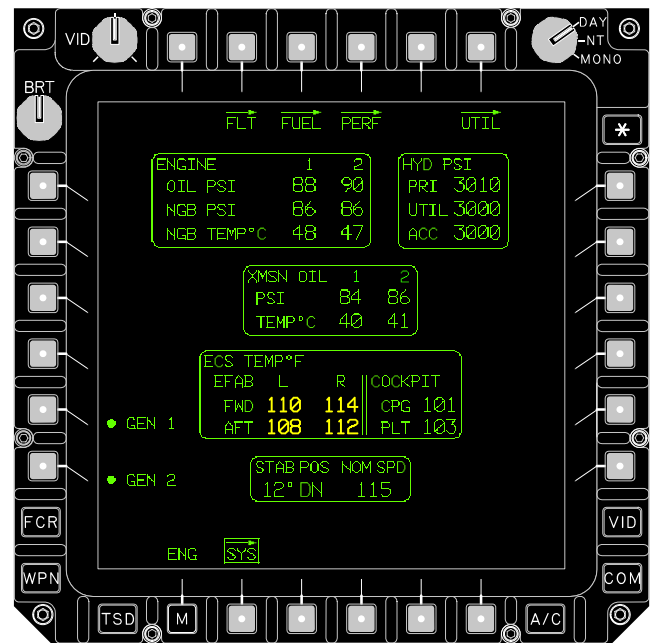 VID
DAY
NT
MONO
BRT
FLT FUEL PERF UTIL
*
ENGINE 1 2
OIL PSI 88 90
NGB PSI 86 86
NGB TEMP°C 48 47
HYD PSI
PRI 3010
UTIL 3000
ACC 3000
XMSN OIL 1 2
PSI 84 86
TEMP°C 40 41
ECS TEMP°F
EFAB L R COCKPIT
FWD 110 114 CPG 101
AFT 108 112 PLT 103
GEN 1
STAB POS NOM SPD
12° DN 115
GEN 2
FCR
VID
ENG SYS
WPN
COM
TSD M A/C